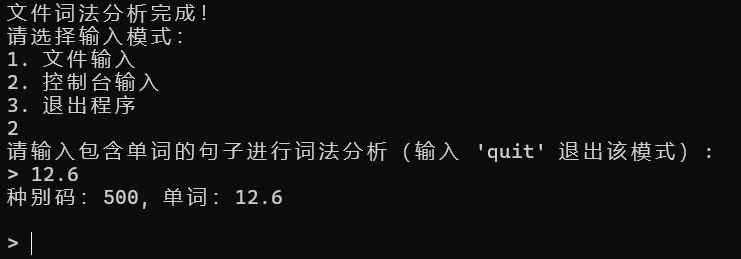 文件词法分析完成!
请选择输入模式:
1. 文件输入
2. 控制台输入
3. 退出程序
2
请输入包含单词的句子进行词法分析 (输入 'quit' 退出该模式) :
> 12.6
种别码: 500, 单词: 12.6
>